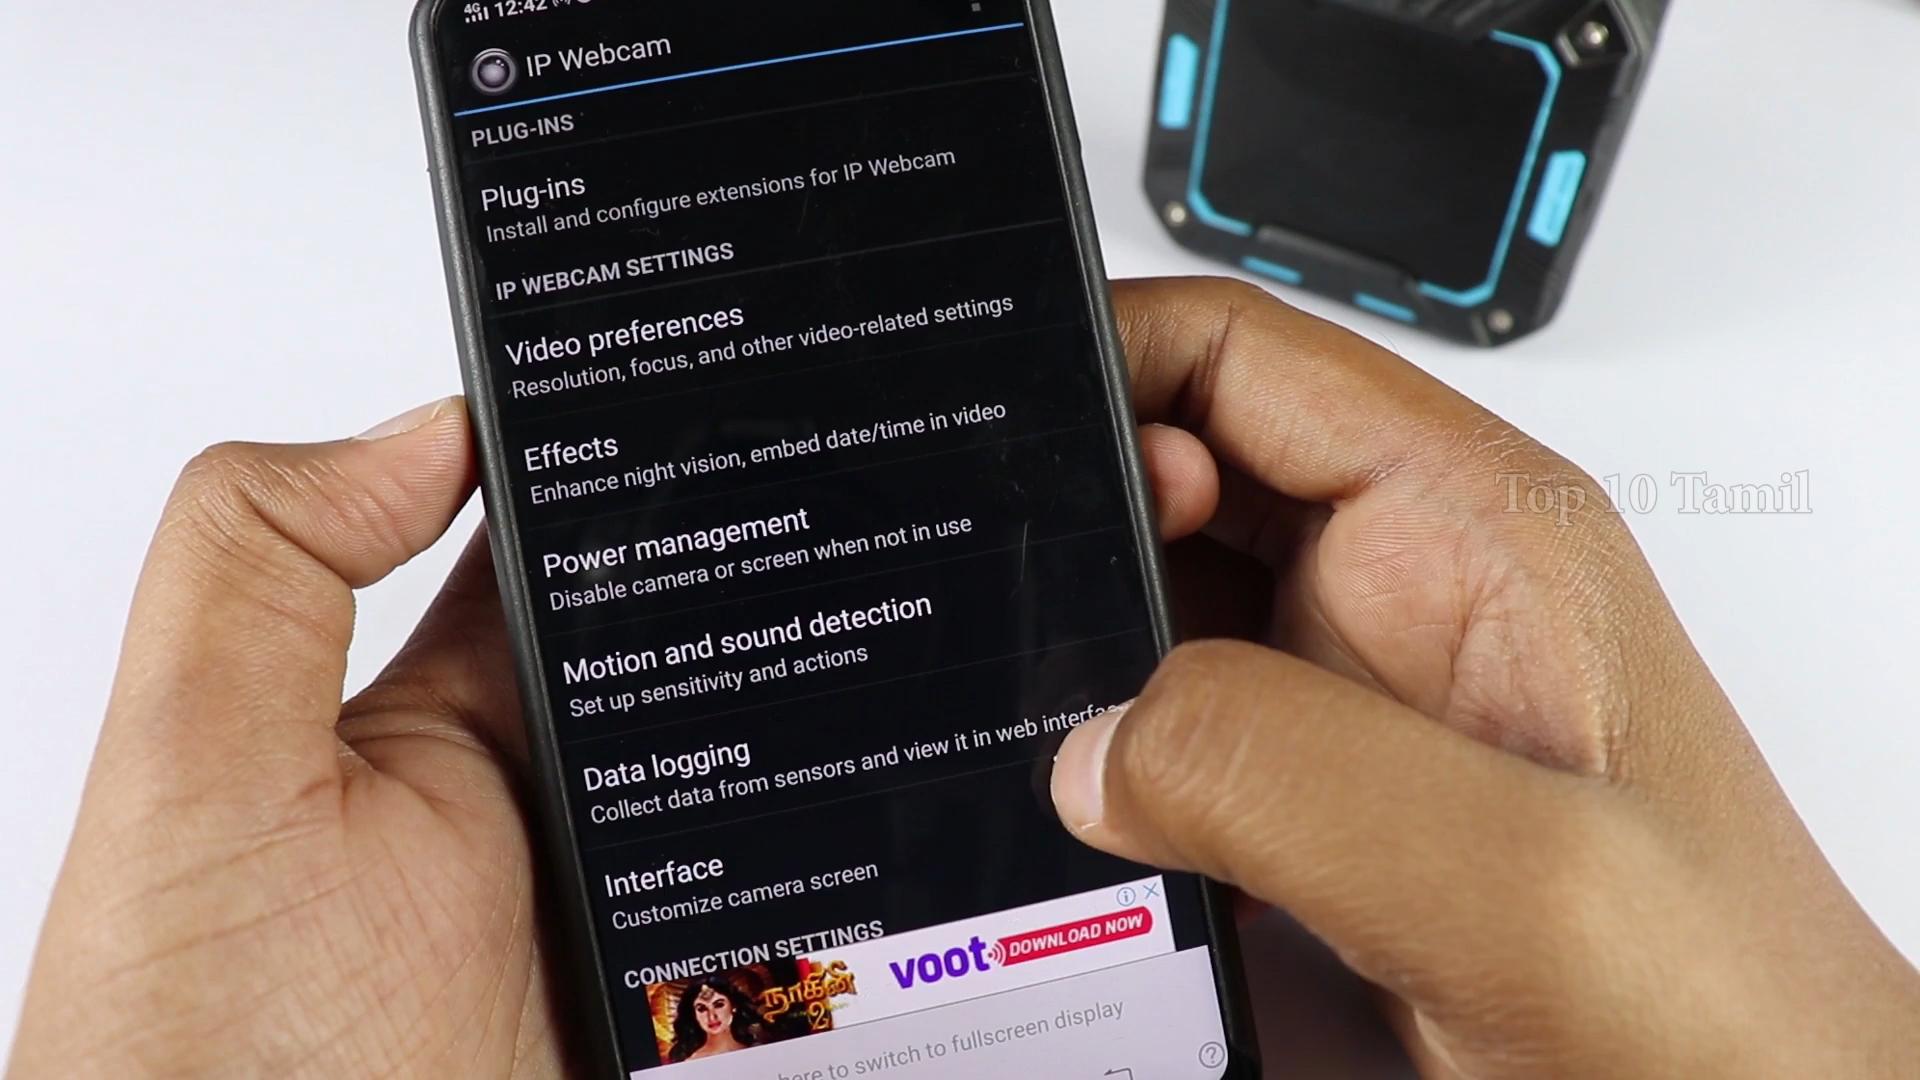 4G 12:42
IP Webcam
PLUG-INS
Plug-ins
Install and configure extensions for IP Webcam
IP WEBCAM SETTINGS
Video preferences
Resolution, focus, and other video-related settings
Effects
Enhance night vision, embed date/time in video
Power management
Disable camera or screen when not in use
Motion and sound detection
Set up sensitivity and actions
Data logging
Collect data from sensors and view it in web
Interface
Customize camera screen
CONNECTION SETTINGS
நாகினி 2
voot DOWNLOAD NOW
here to switch to fullscreen display
Top 10 Tamil